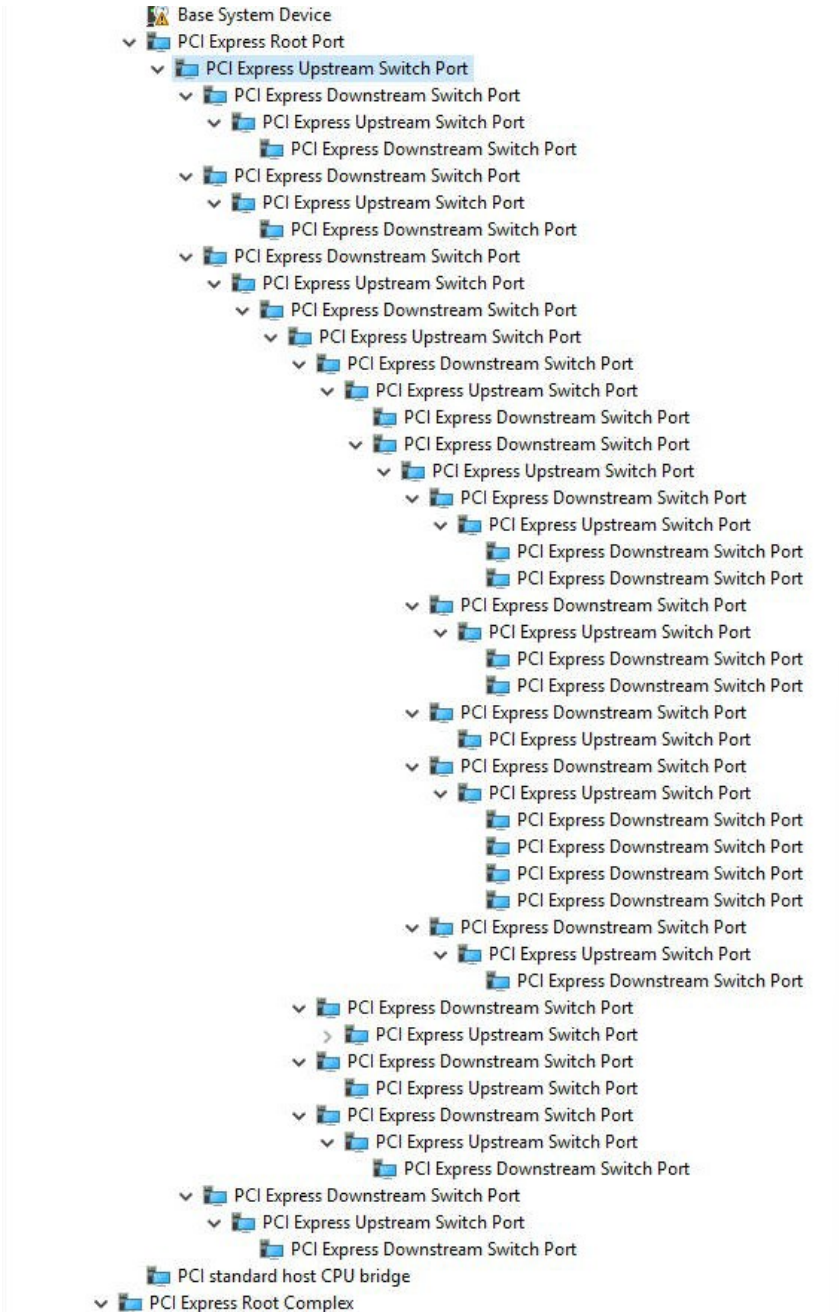 Base System Device
PCI Express Root Port
PCI Express Upstream Switch Port
PCI Express Downstream Switch Port
PCI Express Upstream Switch Port
PCI Express Downstream Switch Port
PCI Express Downstream Switch Port
PCI Express Upstream Switch Port
PCI Express Downstream Switch Port
PCI Express Downstream Switch Port
PCI Express Upstream Switch Port
PCI Express Downstream Switch Port
PCI Express Upstream Switch Port
PCI Express Downstream Switch Port
PCI Express Upstream Switch Port
PCI Express Downstream Switch Port
PCI Express Downstream Switch Port
PCI Express Upstream Switch Port
PCI Express Downstream Switch Port
PCI Express Upstream Switch Port
PCI Express Downstream Switch Port
PCI Express Downstream Switch Port
PCI Express Downstream Switch Port
PCI Express Upstream Switch Port
PCI Express Downstream Switch Port
PCI Express Downstream Switch Port
PCI Express Downstream Switch Port
PCI Express Upstream Switch Port
PCI Express Downstream Switch Port
PCI Express Upstream Switch Port
PCI Express Downstream Switch Port
PCI Express Downstream Switch Port
PCI Express Downstream Switch Port
PCI Express Downstream Switch Port
PCI Express Downstream Switch Port
PCI Express Upstream Switch Port
PCI Express Downstream Switch Port
PCI Express Downstream Switch Port
PCI Express Upstream Switch Port
PCI Express Downstream Switch Port
PCI Express Upstream Switch Port
PCI Express Downstream Switch Port
PCI Express Upstream Switch Port
PCI Express Downstream Switch Port
PCI Express Downstream Switch Port
PCI Express Upstream Switch Port
PCI Express Downstream Switch Port
PCI standard host CPU bridge
PCI Express Root Complex